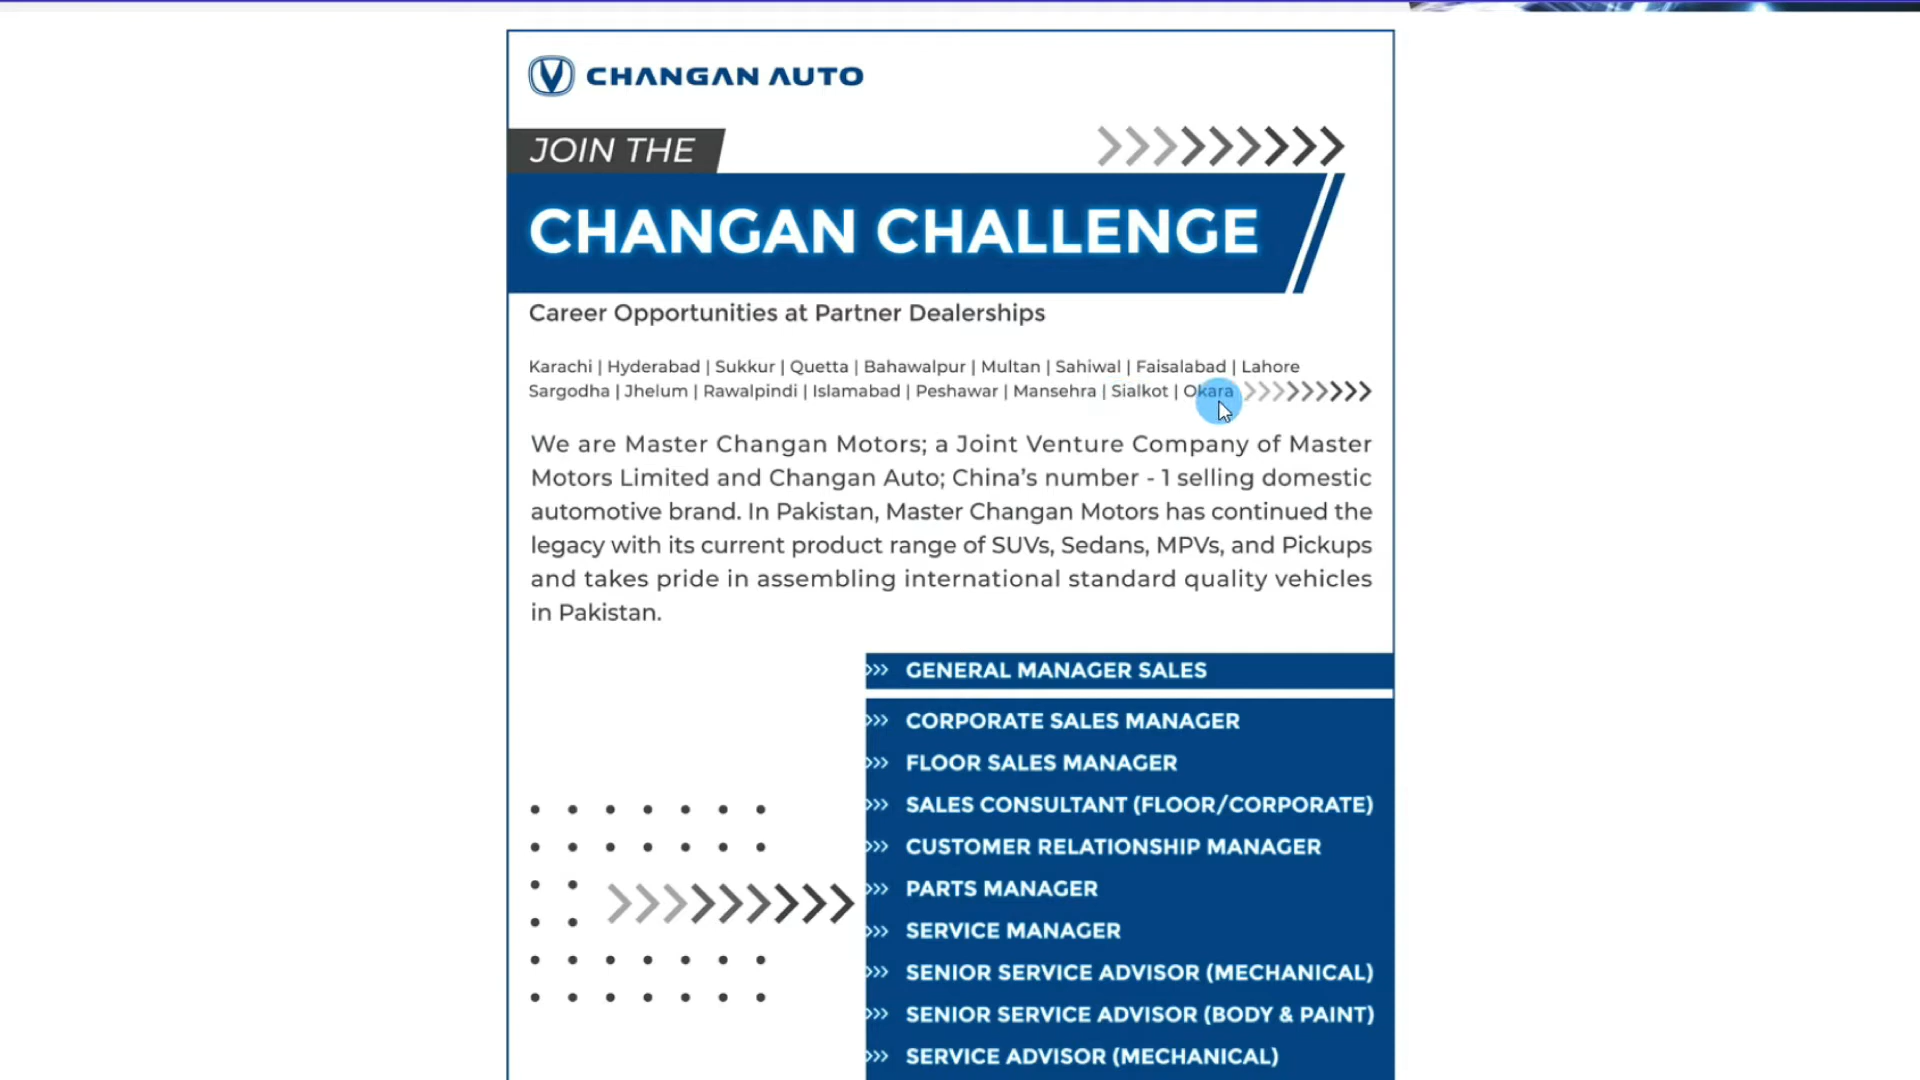 CHANGAN AUTO
JOIN THE
CHANGAN CHALLENGE
Career Opportunities at Partner Dealerships
Karachi | Hyderabad | Sukkur | Quetta | Bahawalpur | Multan | Sahiwal | Faisalabad | Lahore
Sargodha | Jhelum | Rawalpindi | Islamabad | Peshawar | Mansehra | Sialkot | Okara
We are Master Changan Motors; a Joint Venture Company of Master
Motors Limited and Changan Auto; China’s number - 1 selling domestic
automotive brand. In Pakistan, Master Changan Motors has continued the
legacy with its current product range of SUVs, Sedans, MPVs, and Pickups
and takes pride in assembling international standard quality vehicles
in Pakistan.
GENERAL MANAGER SALES
CORPORATE SALES MANAGER
FLOOR SALES MANAGER
SALES CONSULTANT (FLOOR/CORPORATE)
CUSTOMER RELATIONSHIP MANAGER
PARTS MANAGER
SERVICE MANAGER
SENIOR SERVICE ADVISOR (MECHANICAL)
SENIOR SERVICE ADVISOR (BODY & PAINT)
SERVICE ADVISOR (MECHANICAL)